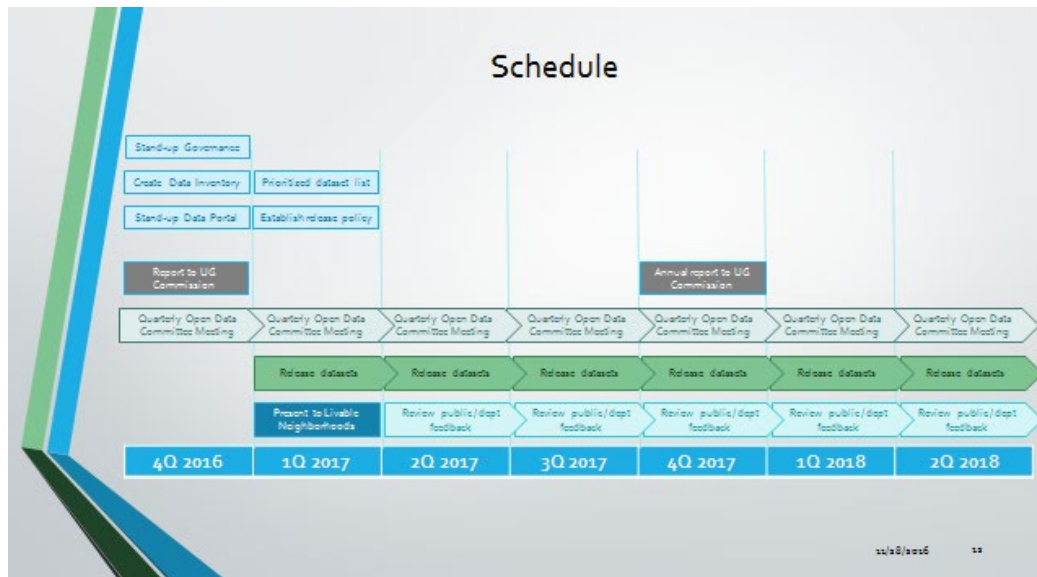 Schedule
Stand-up Governance
Create Data Inventory
Prioritized dataset list
Stand-up Data Portal
Establish release policy
Report to UG
Commission
Annual report to UG
Commission
Quarterly Open Data
Committee Meeting
Quarterly Open Data
Committee Meeting
Quarterly Open Data
Committee Meeting
Quarterly Open Data
Committee Meeting
Quarterly Open Data
Committee Meeting
Quarterly Open Data
Committee Meeting
Quarterly Open Data
Committee Meeting
Release datasets
Release datasets
Release datasets
Release datasets
Release datasets
Release datasets
Present to Livable
Neighborhoods
Review public/dept
feedback
Review public/dept
feedback
Review public/dept
feedback
Review public/dept
feedback
Review public/dept
feedback
4Q 2016
1Q 2017
2Q 2017
3Q 2017
4Q 2017
1Q 2018
2Q 2018
11/28/2016